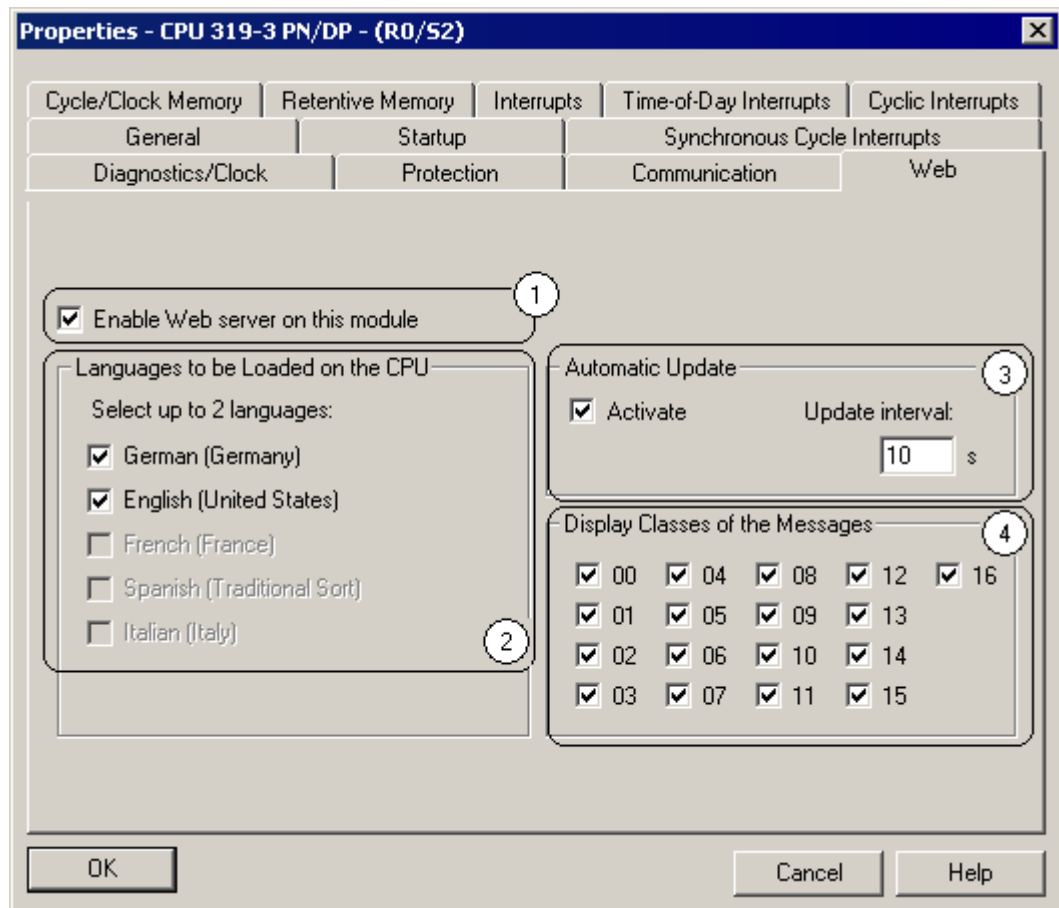 Properties - CPU 319-3 PN/DP - (R0/S2)
Cycle/Clock Memory Retentive Memory Interrupts Time-of-Day Interrupts Cyclic Interrupts
General Startup Synchronous Cycle Interrupts
Diagnostics/Clock Protection Communication Web
1
Enable Web server on this module
Languages to be Loaded on the CPU
Select up to 2 languages:
German (Germany)
English (United States)
French (France)
Spanish (Traditional Sort)
Italian (Italy)
2
Automatic Update
3
Activate Update interval:
10 s
Display Classes of the Messages
4
00 04 08 12 16
01 05 09 13
02 06 10 14
03 07 11 15
OK Cancel Help